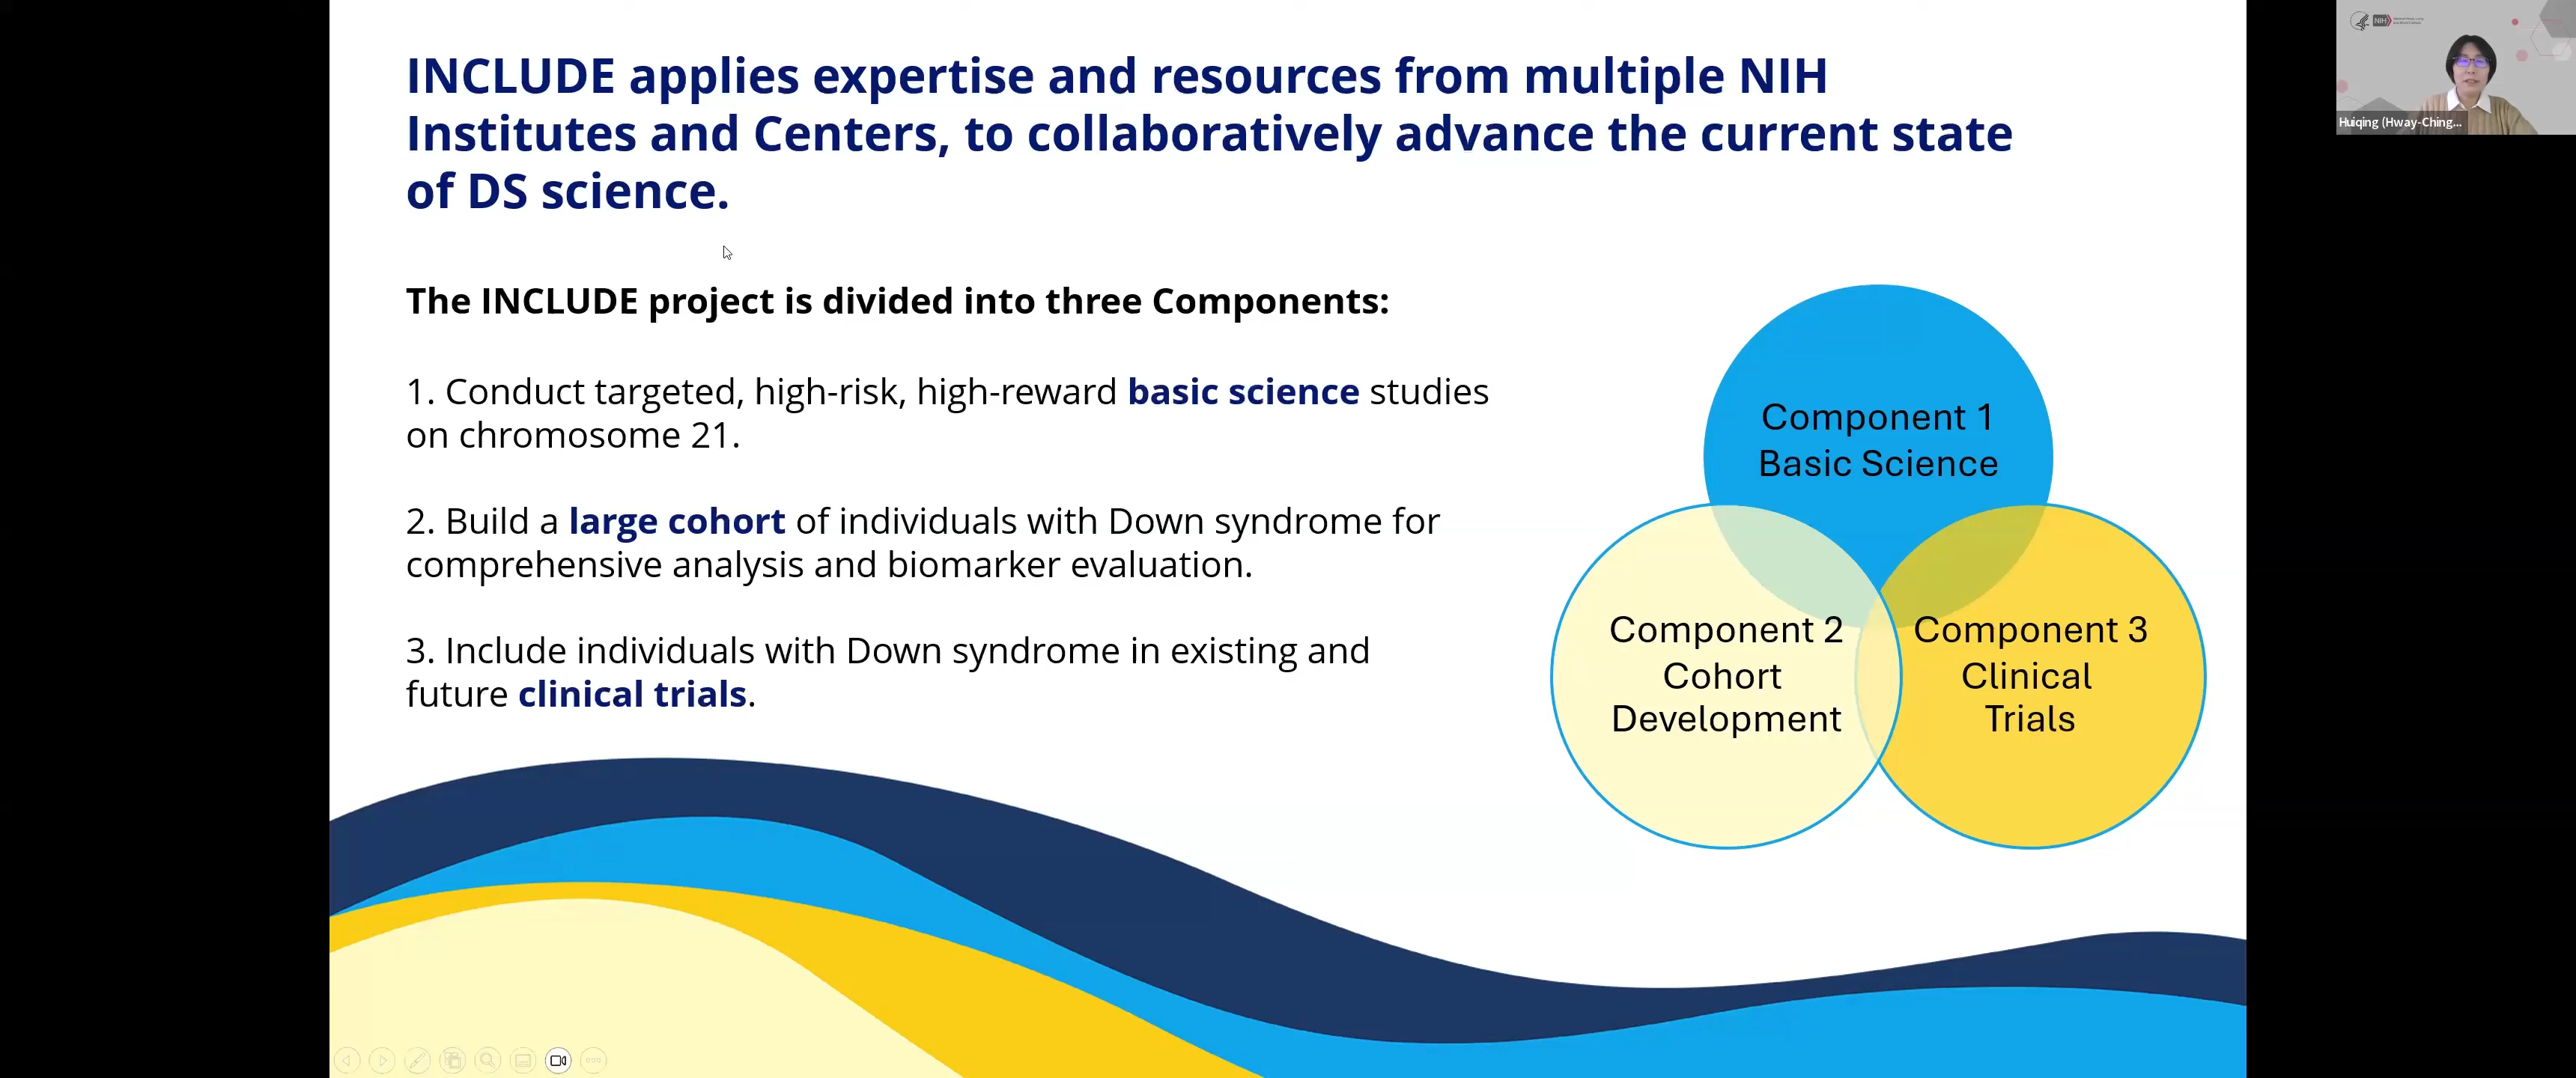 INCLUDE applies expertise and resources from multiple NIH
Institutes and Centers, to collaboratively advance the current state
of DS science.
The INCLUDE project is divided into three Components:
1. Conduct targeted, high-risk, high-reward basic science studies
on chromosome 21.
2. Build a large cohort of individuals with Down syndrome for
comprehensive analysis and biomarker evaluation.
3. Include individuals with Down syndrome in existing and
future clinical trials.
Component 1
Basic Science
Component 2
Cohort
Development
Component 3
Clinical
Trials
NIH
Huiqing (Hway-Ching...